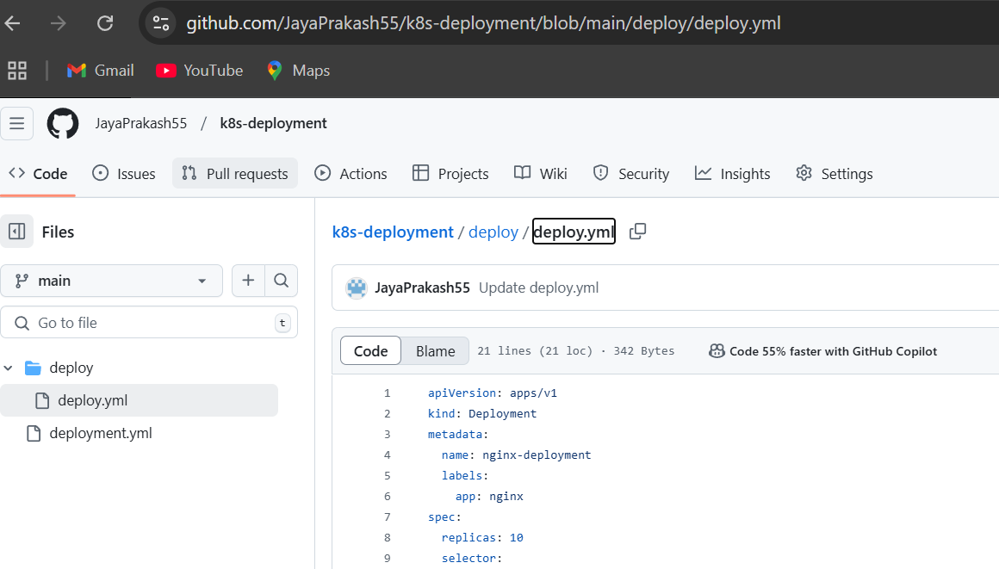 github.com/JayaPrakash55/k8s-deployment/blob/main/deploy/deploy.yml
Gmail YouTube Maps
JayaPrakash55 / k8s-deployment
Code Issues Pull requests Actions Projects Wiki Security Insights Settings
Files
main
Go to file t
deploy
deploy.yml
deployment.yml
k8s-deployment / deploy / deploy.yml
JayaPrakash55 Update deploy.yml
Code Blame 21 lines (21 loc) · 342 Bytes Code 55% faster with GitHub Copilot
1 apiVersion: apps/v1
2 kind: Deployment
3 metadata:
4   name: nginx-deployment
5   labels:
6     app: nginx
7 spec:
8   replicas: 10
9   selector: